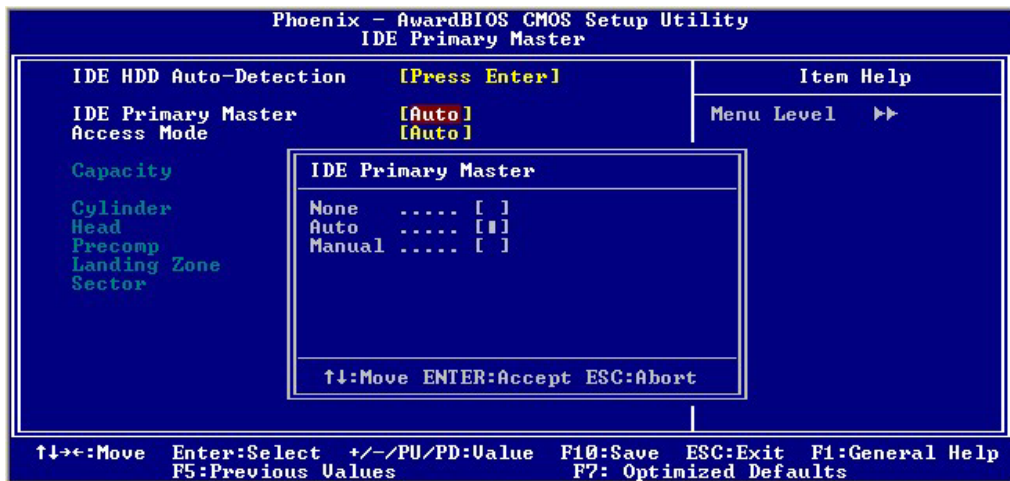 Phoenix - AwardBIOS CMOS Setup Utility
IDE Primary Master
IDE HDD Auto-Detection [Press Enter]
Item Help
IDE Primary Master [Auto]
Menu Level ▶▶
Access Mode [Auto]
Capacity
Cylinder
Head
Precomp
Landing Zone
Sector
IDE Primary Master
None ..... [ ]
Auto ..... [▮]
Manual ..... [ ]
↑↓:Move ENTER:Accept ESC:Abort
↑↓→←:Move Enter:Select +/-/PU/PD:Value F10:Save ESC:Exit F1:General Help
F5:Previous Values F7: Optimized Defaults